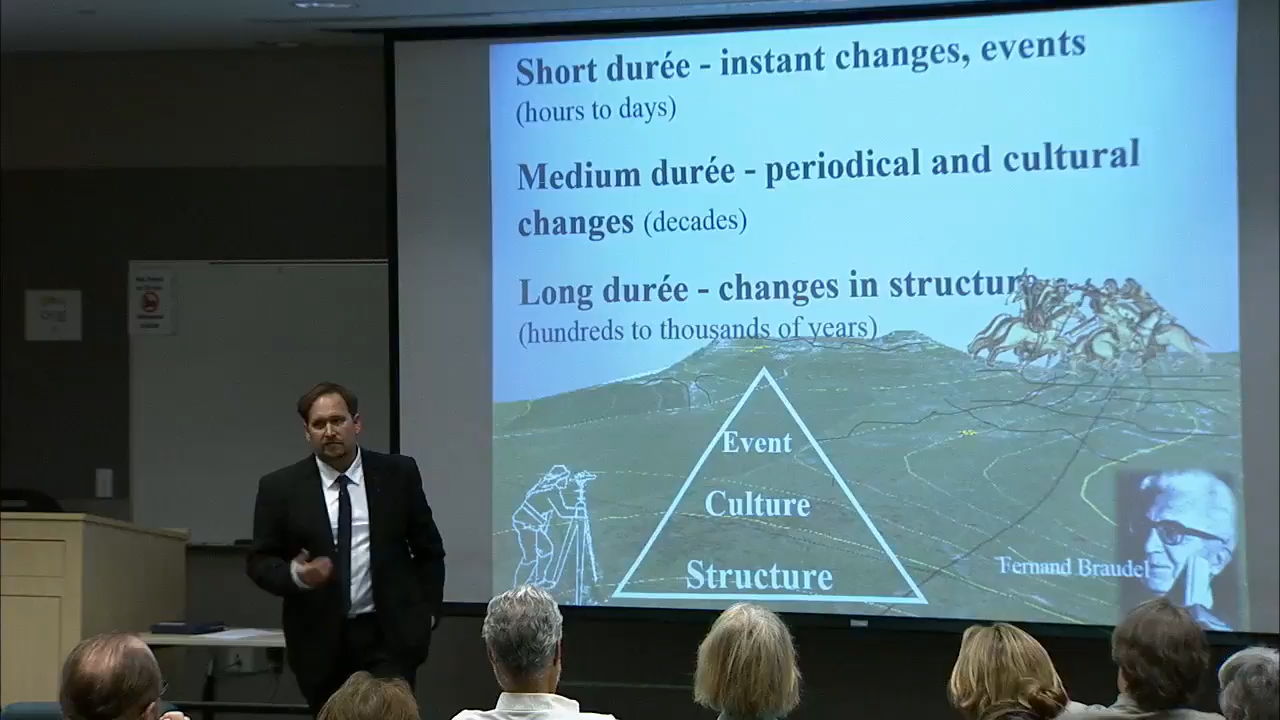 Short durée - instant changes, events
(hours to days)
Medium durée - periodical and cultural
changes (decades)
Long durée - changes in structure
(hundreds to thousands of years)
Event
Culture
Structure
Fernand Braudel